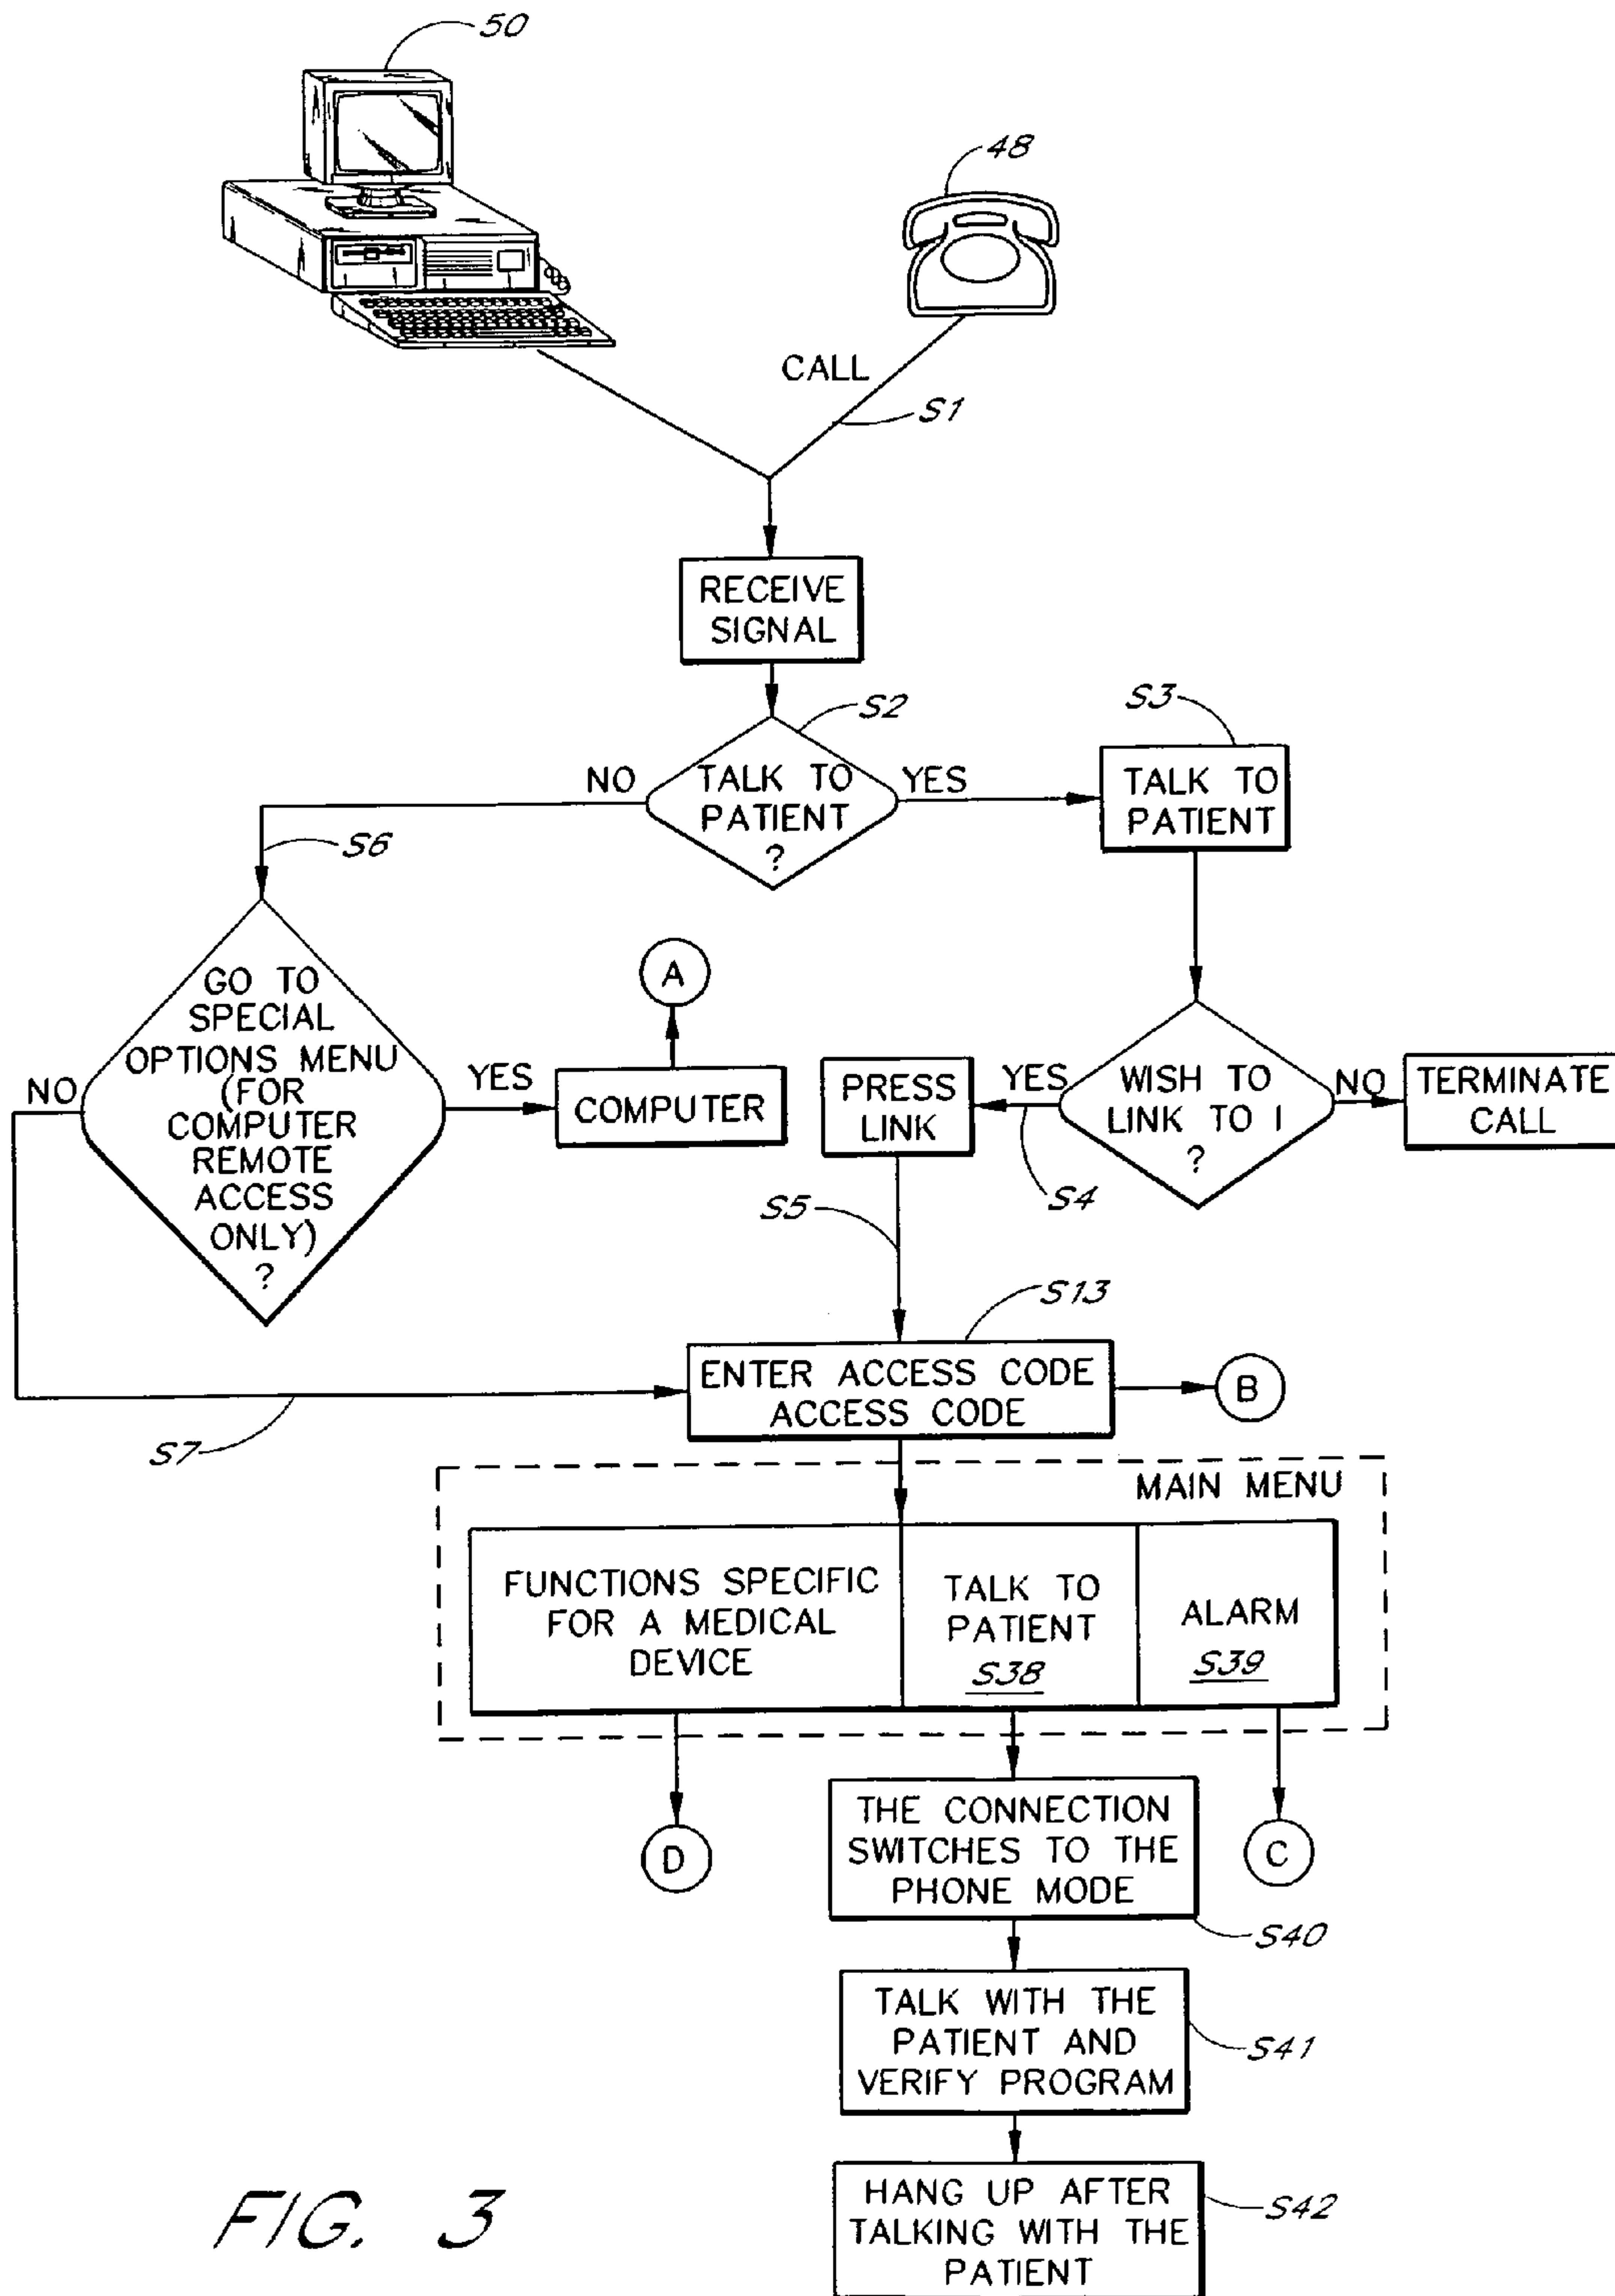 50
48
CALL
S1
RECEIVE
SIGNAL
S2
S3
NO
TALK TO
PATIENT
?
YES
TALK TO
PATIENT
S6
A
GO TO
SPECIAL
OPTIONS MENU
(FOR
COMPUTER
REMOTE
ACCESS
ONLY)
?
NO
YES
COMPUTER
PRESS
LINK
YES
WISH TO
LINK TO 1
?
NO
TERMINATE
CALL
S4
S5
S13
ENTER ACCESS CODE
ACCESS CODE
B
S7
MAIN MENU
FUNCTIONS SPECIFIC
FOR A MEDICAL
DEVICE
TALK TO
PATIENT
S38
ALARM
S39
D
THE CONNECTION
SWITCHES TO THE
PHONE MODE
C
S40
TALK WITH THE
PATIENT AND
VERIFY PROGRAM
S41
HANG UP AFTER
TALKING WITH THE
PATIENT
S42
FIG. 3